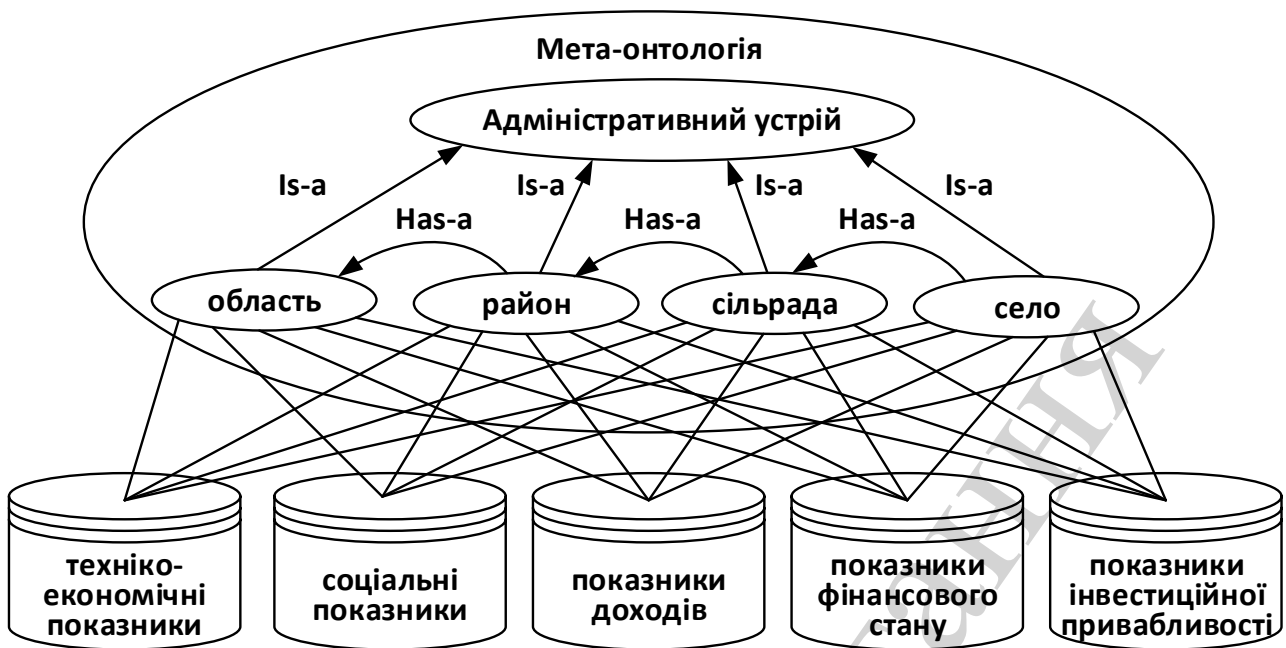 Мета-онтологія
Адміністративний устрій
Is-a Is-a Is-a Is-a
Has-a Has-a Has-a
область район сільрада село
техніко-
економічні
показники
соціальні
показники
показники
доходів
показники
фінансового
стану
показники
інвестиційної
привабливості
ання